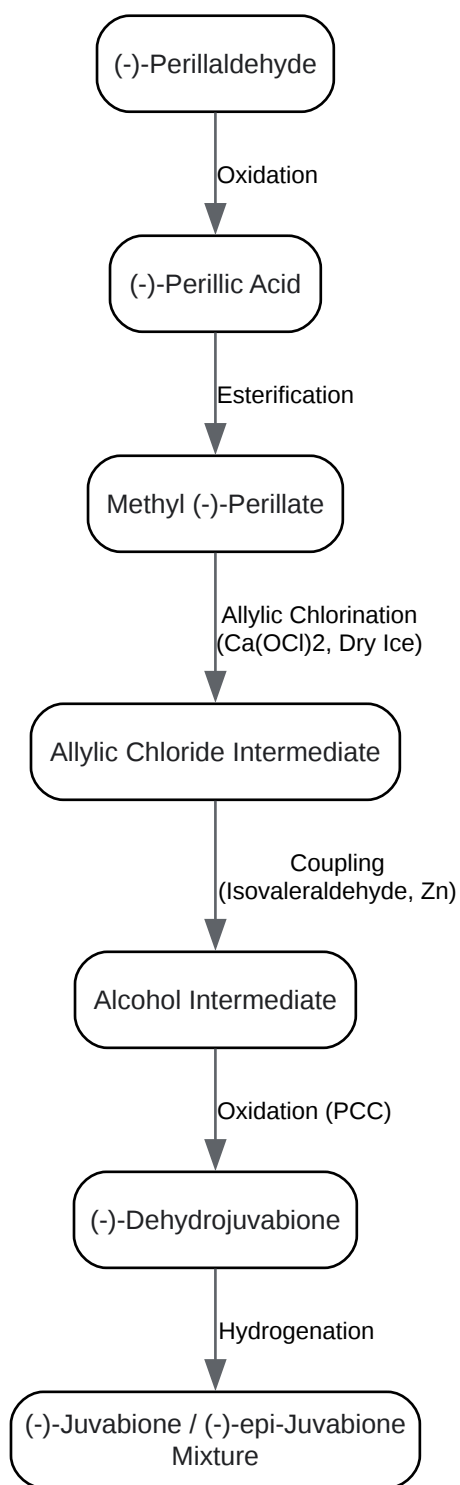 (-)-Perillaldehyde
Oxidation
(-)-Perillic Acid
Esterification
Methyl (-)-Perillate
Allylic Chlorination
(Ca(OCl)2, Dry Ice)
Allylic Chloride Intermediate
Coupling
(Isovaleraldehyde, Zn)
Alcohol Intermediate
Oxidation (PCC)
(-)-Dehydrojuvabione
Hydrogenation
(-)-Juvabione / (-)-epi-Juvabione
Mixture